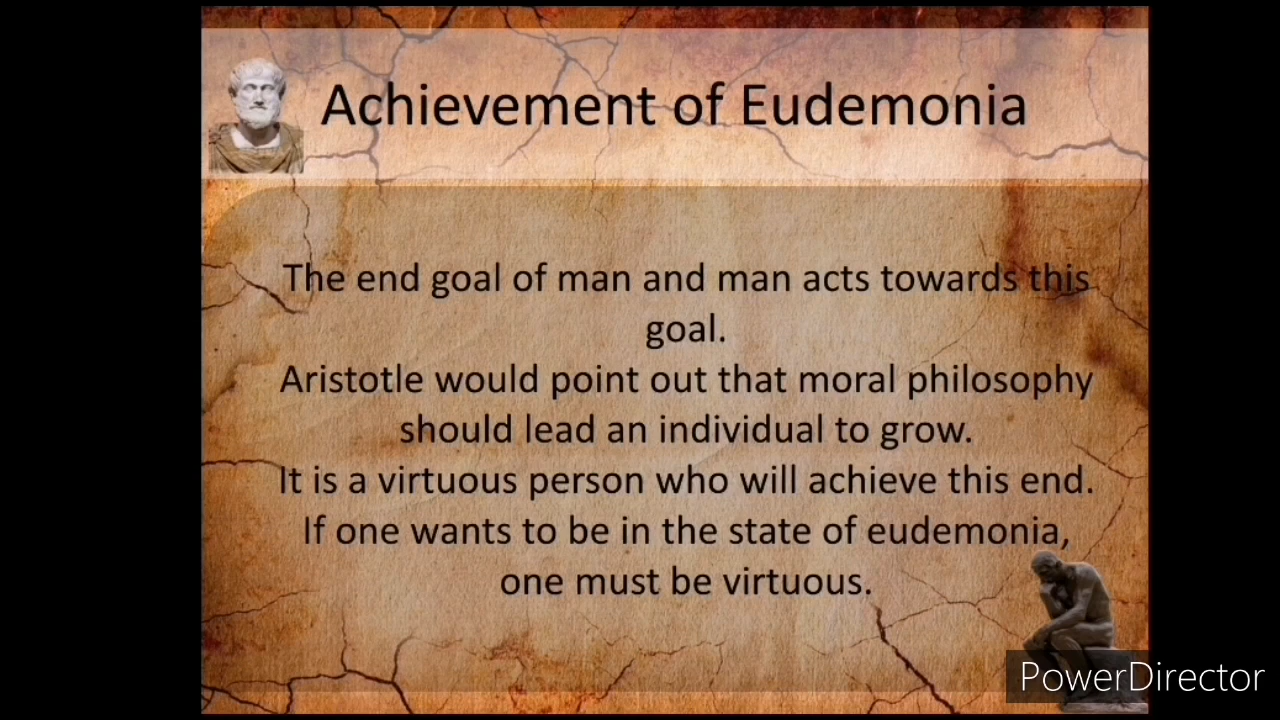 Achievement of Eudemonia
The end goal of man and man acts towards this
goal.
Aristotle would point out that moral philosophy
should lead an individual to grow.
It is a virtuous person who will achieve this end.
If one wants to be in the state of eudemonia,
one must be virtuous.
PowerDirector